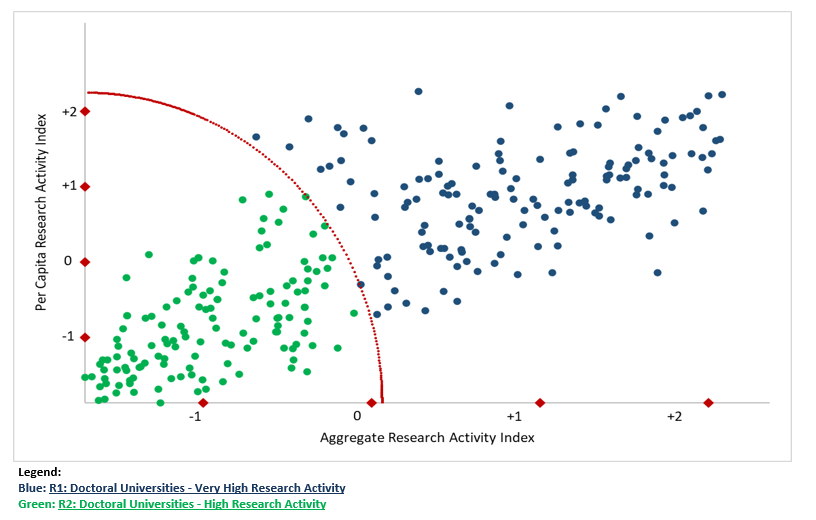 Per Capita Research Activity Index
+2
+1
0
-1
-1
0
+1
+2
Aggregate Research Activity Index
Legend:
Blue: R1: Doctoral Universities - Very High Research Activity
Green: R2: Doctoral Universities - High Research Activity